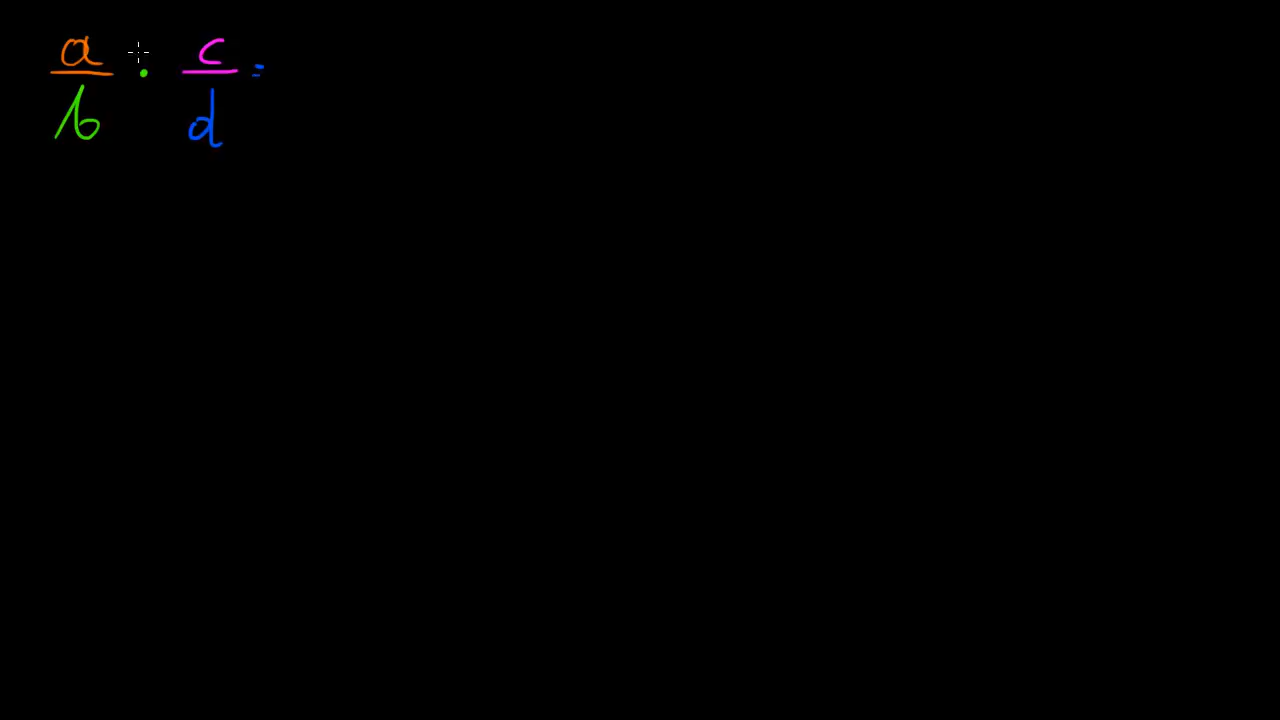 a/b · c/d =